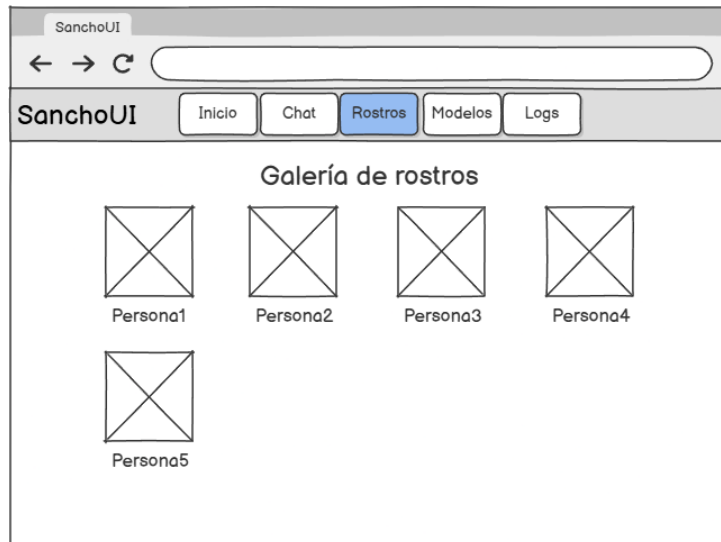 SanchoUI
SanchoUI Inicio Chat Rostros Modelos Logs
Galería de rostros
Persona1 Persona2 Persona3 Persona4
Persona5